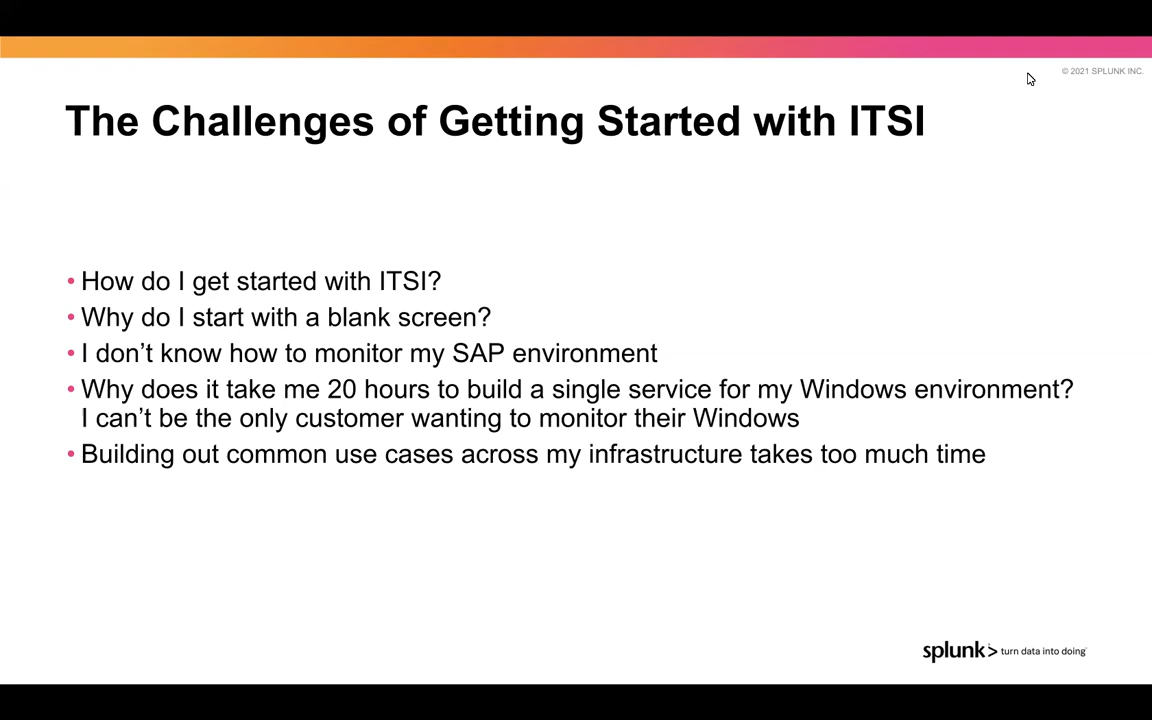 © 2021 SPLUNK INC.
The Challenges of Getting Started with ITSI
• How do I get started with ITSI?
• Why do I start with a blank screen?
• I don’t know how to monitor my SAP environment
• Why does it take me 20 hours to build a single service for my Windows environment?
I can’t be the only customer wanting to monitor their Windows
• Building out common use cases across my infrastructure takes too much time
splunk> turn data into doing